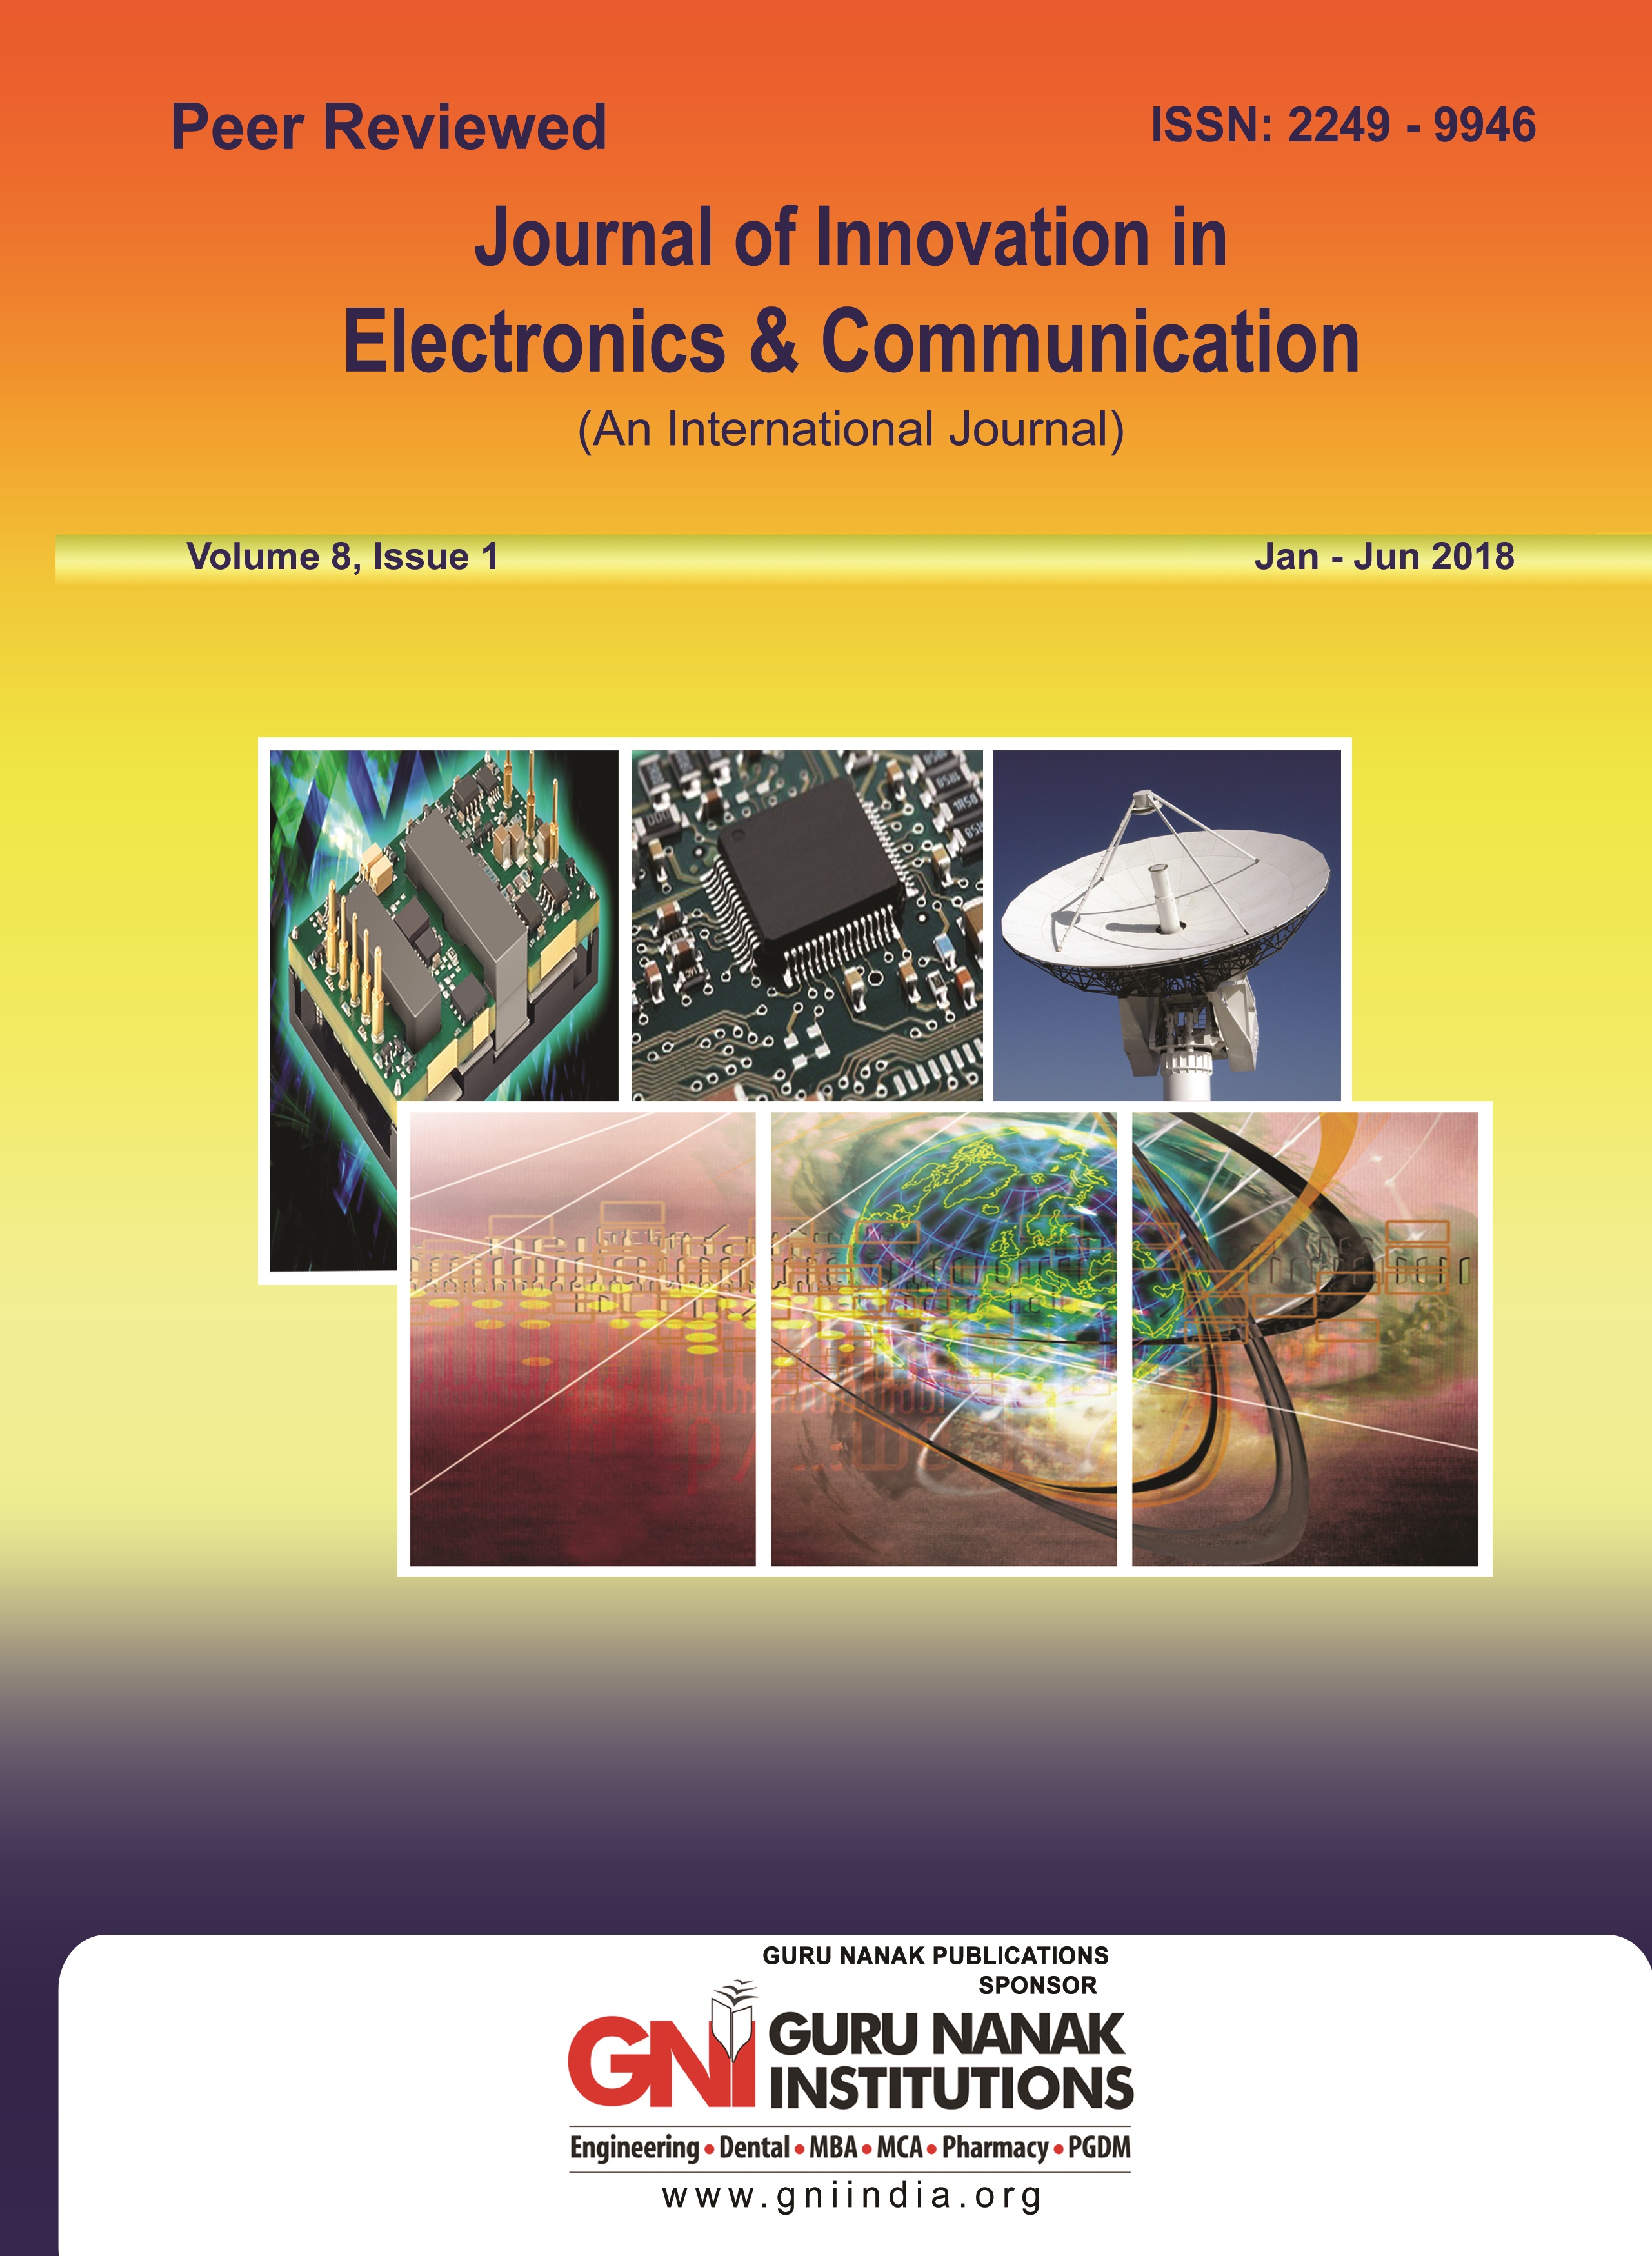 Peer Reviewed
ISSN: 2249 - 9946
Journal of Innovation in
Electronics & Communication
(An International Journal)
Volume 8, Issue 1
Jan - Jun 2018
GURU NANAK PUBLICATIONS
SPONSOR
GNI
GURU NANAK
INSTITUTIONS
Engineering • Dental • MBA • MCA • Pharmacy • PGDM
www.gniindia.org